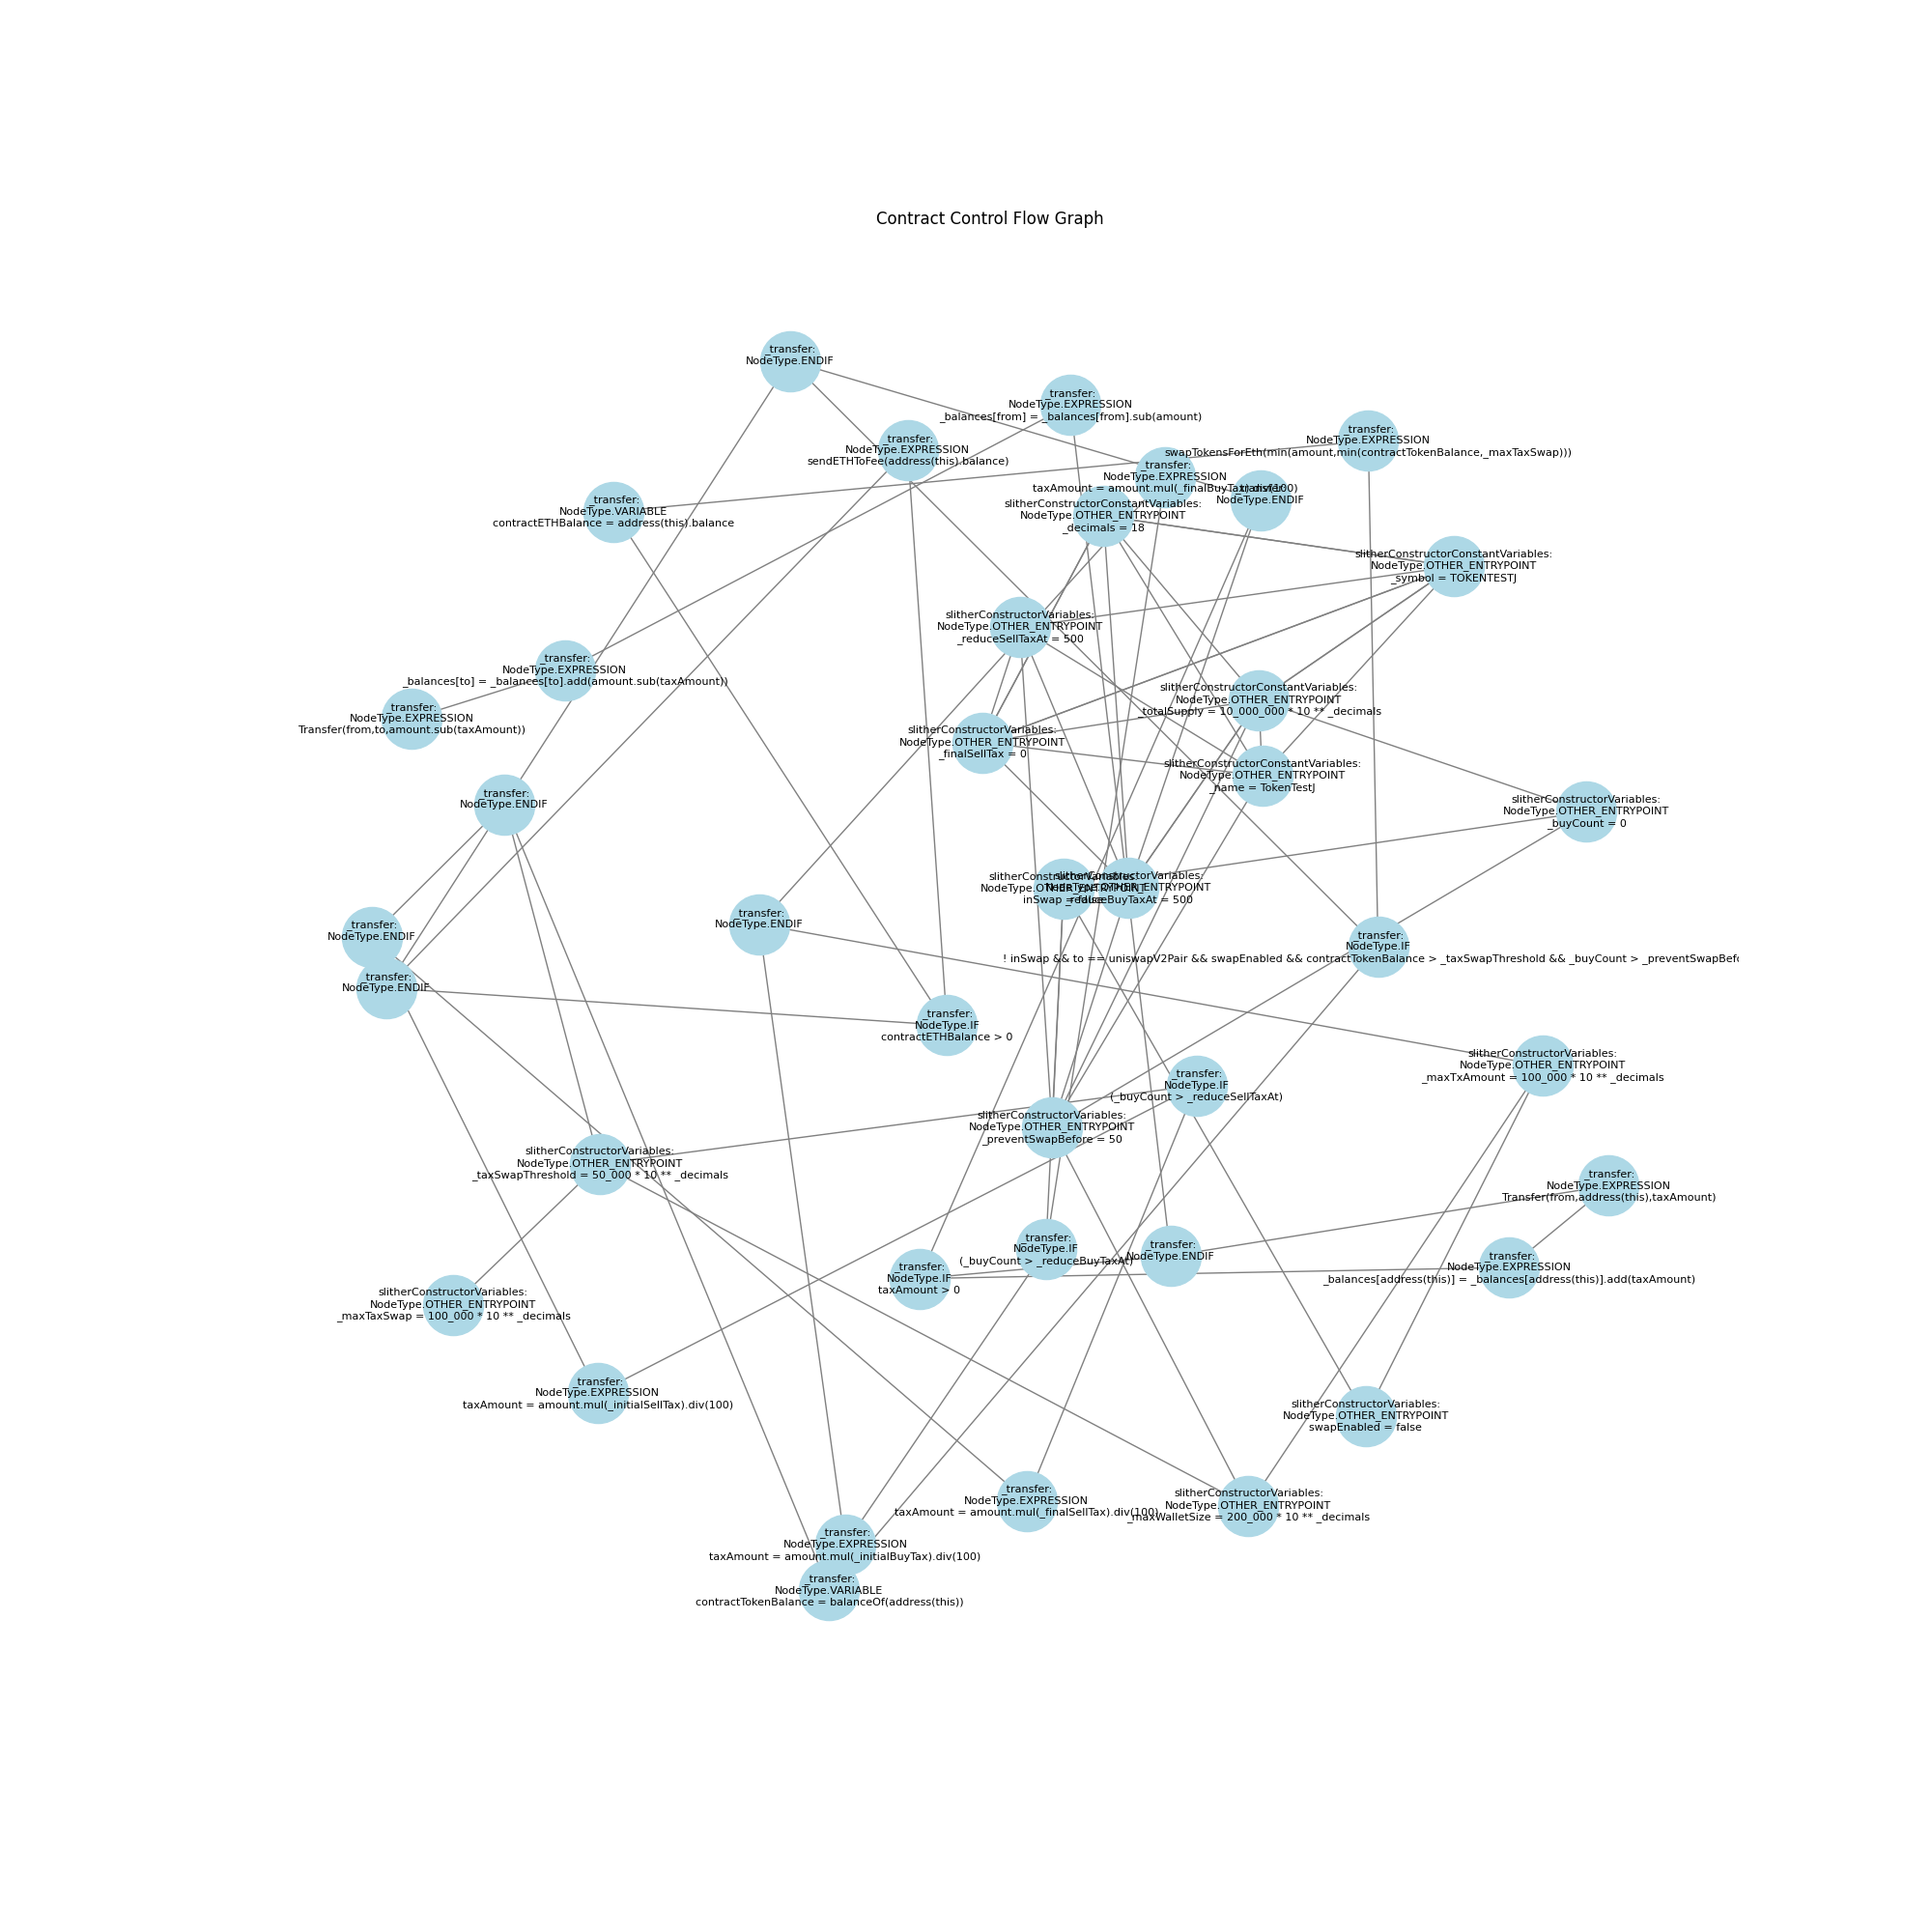 Contract Control Flow Graph
_transfer:
NodeType.ENDIF
_transfer:
NodeType.EXPRESSION
_balances[from] = _balances[from].sub(amount)
_transfer:
NodeType.EXPRESSION
swapTokensForEth(min(amount,min(contractTokenBalance,_maxTaxSwap)))
_transfer:
NodeType.EXPRESSION
sendETHToFee(address(this).balance)
_transfer:
NodeType.EXPRESSION
taxAmount = amount.mul(_finalBuyTax).div(100)
_transfer:
NodeType.ENDIF
_transfer:
NodeType.VARIABLE
contractETHBalance = address(this).balance
slitherConstructorConstantVariables:
NodeType.OTHER_ENTRYPOINT
_decimals = 18
slitherConstructorConstantVariables:
NodeType.OTHER_ENTRYPOINT
_symbol = TOKENTESTJ
slitherConstructorVariables:
NodeType.OTHER_ENTRYPOINT
_reduceSellTaxAt = 500
_transfer:
NodeType.EXPRESSION
_balances[to] = _balances[to].add(amount.sub(taxAmount))
slitherConstructorConstantVariables:
NodeType.OTHER_ENTRYPOINT
_totalSupply = 10_000_000 * 10 ** _decimals
_transfer:
NodeType.EXPRESSION
Transfer(from,to,amount.sub(taxAmount))
slitherConstructorVariables:
NodeType.OTHER_ENTRYPOINT
_finalSellTax = 0
slitherConstructorConstantVariables:
NodeType.OTHER_ENTRYPOINT
_name = TokenTestJ
_transfer:
NodeType.ENDIF
slitherConstructorVariables:
NodeType.OTHER_ENTRYPOINT
_buyCount = 0
slitherConstructorVariables:
NodeType.OTHER_ENTRYPOINT
inSwap = false
slitherConstructorVariables:
NodeType.OTHER_ENTRYPOINT
_reduceBuyTaxAt = 500
_transfer:
NodeType.ENDIF
_transfer:
NodeType.ENDIF
_transfer:
NodeType.IF
! inSwap && to == uniswapV2Pair && swapEnabled && contractTokenBalance > _taxSwapThreshold && _buyCount > _preventSwapBef
_transfer:
NodeType.ENDIF
_transfer:
NodeType.IF
contractETHBalance > 0
slitherConstructorVariables:
NodeType.OTHER_ENTRYPOINT
_maxTxAmount = 100_000 * 10 ** _decimals
_transfer:
NodeType.IF
(_buyCount > _reduceSellTaxAt)
slitherConstructorVariables:
NodeType.OTHER_ENTRYPOINT
_preventSwapBefore = 50
slitherConstructorVariables:
NodeType.OTHER_ENTRYPOINT
_taxSwapThreshold = 50_000 * 10 ** _decimals
_transfer:
NodeType.EXPRESSION
Transfer(from,address(this),taxAmount)
_transfer:
NodeType.IF
(_buyCount > _reduceBuyTaxAt)
_transfer:
NodeType.ENDIF
_transfer:
NodeType.EXPRESSION
_balances[address(this)] = _balances[address(this)].add(taxAmount)
_transfer:
NodeType.IF
taxAmount > 0
slitherConstructorVariables:
NodeType.OTHER_ENTRYPOINT
_maxTaxSwap = 100_000 * 10 ** _decimals
_transfer:
NodeType.EXPRESSION
taxAmount = amount.mul(_initialSellTax).div(100)
slitherConstructorVariables:
NodeType.OTHER_ENTRYPOINT
swapEnabled = false
_transfer:
NodeType.EXPRESSION
taxAmount = amount.mul(_finalSellTax).div(100)
slitherConstructorVariables:
NodeType.OTHER_ENTRYPOINT
_maxWalletSize = 200_000 * 10 ** _decimals
_transfer:
NodeType.EXPRESSION
taxAmount = amount.mul(_initialBuyTax).div(100)
_transfer:
NodeType.VARIABLE
contractTokenBalance = balanceOf(address(this))